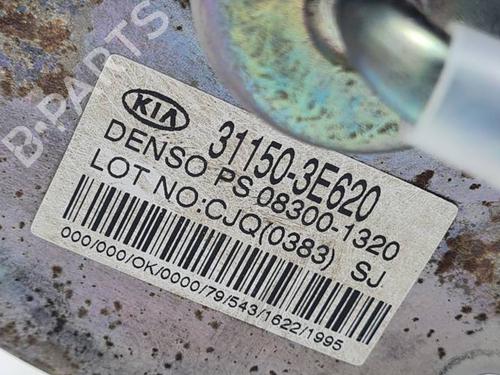 B-PARTS
KIA 31150-3E620
DENSO PS 08300-1320
LOT NO:CJQ(0383) SJ
000/000/OK/0000/79/543/1622/1995